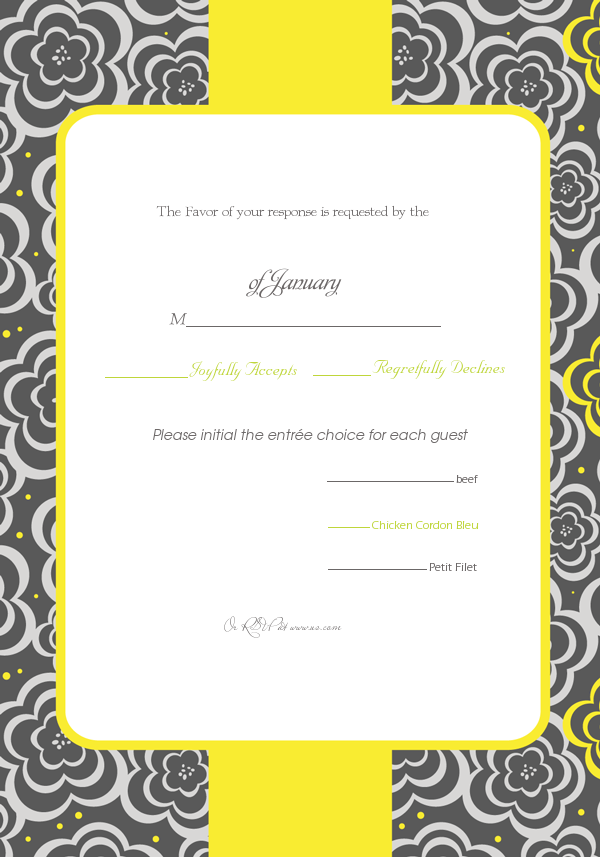 The Favor of your response is requested by the
of January
M
Joyfully Accepts Regretfully Declines
Please initial the entrée choice for each guest
beef
Chicken Cordon Bleu
Petit Filet
Or RSVP at www.us.com